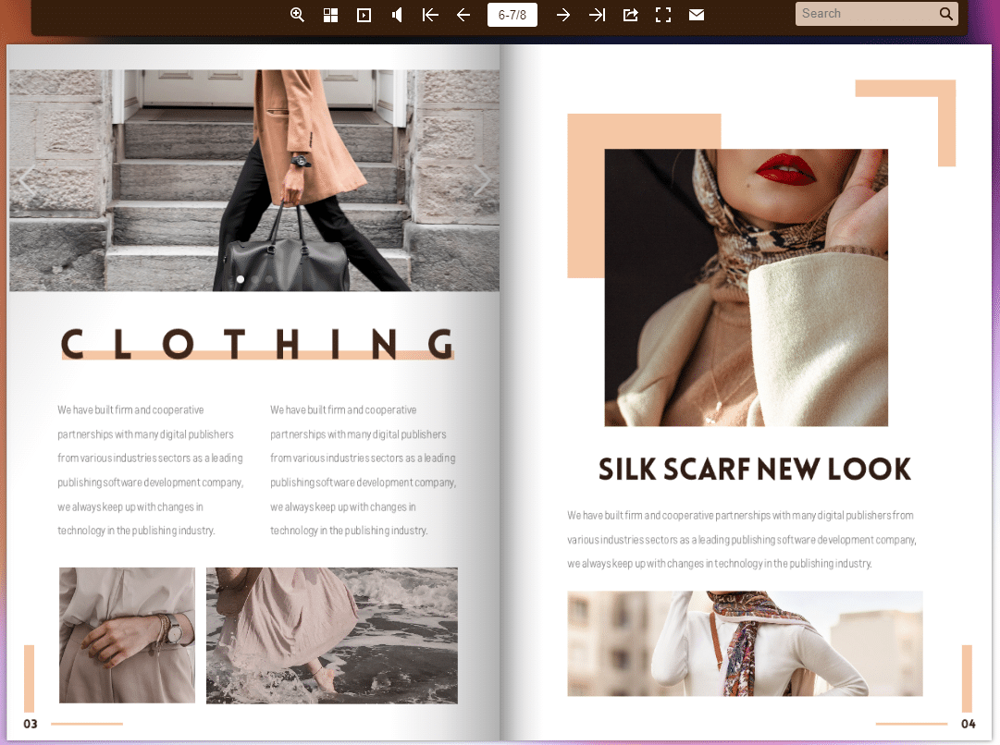 6-7/8
Search
CLOTHING
We have built firm and cooperative
partnerships with many digital publishers
from various industries sectors as a leading
publishing software development company,
we always keep up with changes in
technology in the publishing industry.
We have built firm and cooperative
partnerships with many digital publishers
from various industries sectors as a leading
publishing software development company,
we always keep up with changes in
technology in the publishing industry.
03
SILK SCARF NEW LOOK
We have built firm and cooperative partnerships with many digital publishers from
various industries sectors as a leading publishing software development company,
we always keep up with changes in technology in the publishing industry.
04